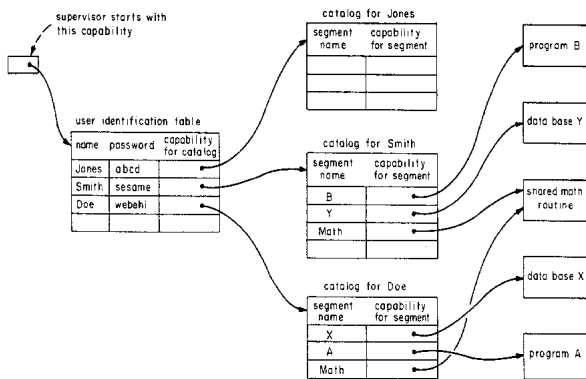 supervisor starts with
this capability
user identification table
name password capability
for catalog
Jones abcd
Smith sesame
Doe webehi
catalog for Jones
segment name capability for segment
catalog for Smith
segment name capability for segment
B
Y
Math
catalog for Doe
segment name capability for segment
X
A
Math
program B
data base Y
shared math
routine
data base X
program A